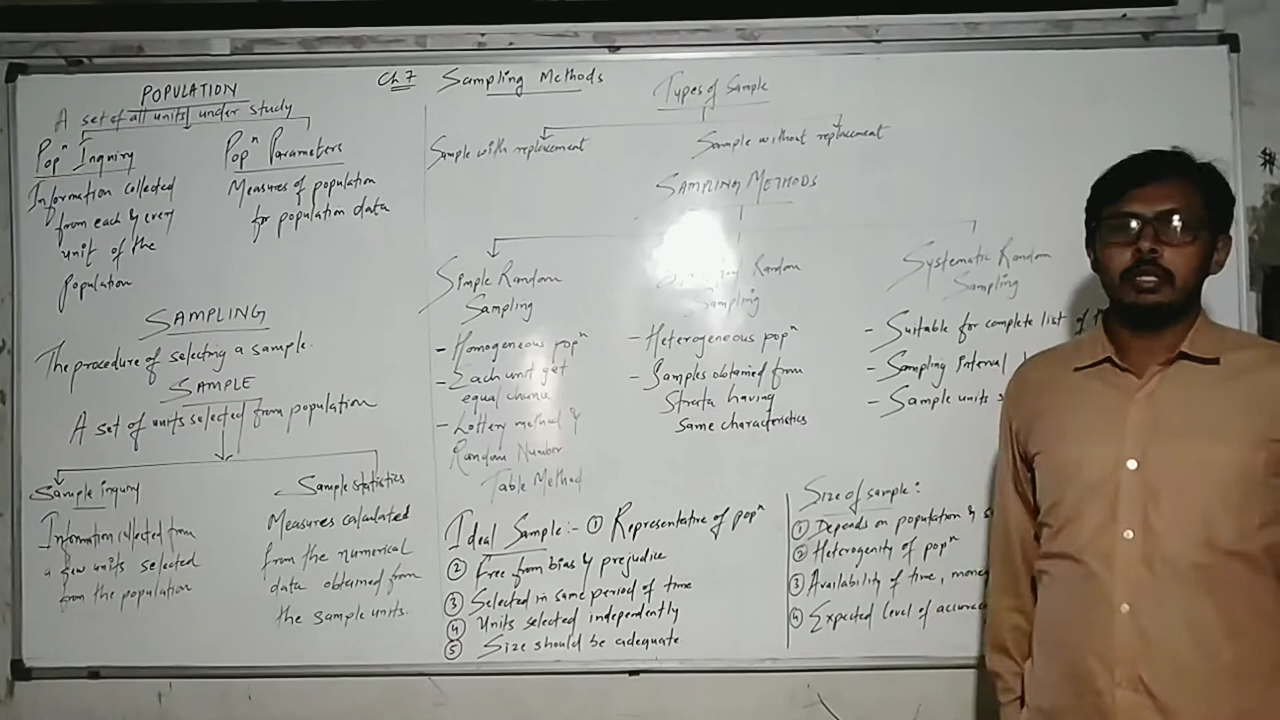 Ch 7 Sampling Methods
POPULATION
A set of all units under study
Popⁿ Inquiry
Information collected
from each & every
unit of the
population
Popⁿ Parameters
Measures of population
for population data
SAMPLING
The procedure of selecting a sample.
SAMPLE
A set of units selected from population
Sample inquiry
Information collected from
a few units selected
from the population
Sample statistics
Measures calculated
from the numerical
data obtained from
the sample units.
Types of Sample
Sample with replacement
Sample without replacement
SAMPLING METHODS
Simple Random
Sampling
- Homogeneous popⁿ
- Each unit get
equal chance
- Lottery method &
Random Number
Table Method
Random
Sampling
- Heterogeneous popⁿ
- Samples obtained from
Strata having
Same characteristics
Systematic Random
Sampling
- Suitable for complete list of
- Sampling Interval
- Sample units
Ideal Sample:- ① Representative of popⁿ
② Free from bias & prejudice
③ Selected in same period of time
④ Units selected independently
⑤ Size should be adequate
Size of sample:
① Depends on population &
② Heterogenity of popⁿ
③ Availability of time, money
④ Expected level of